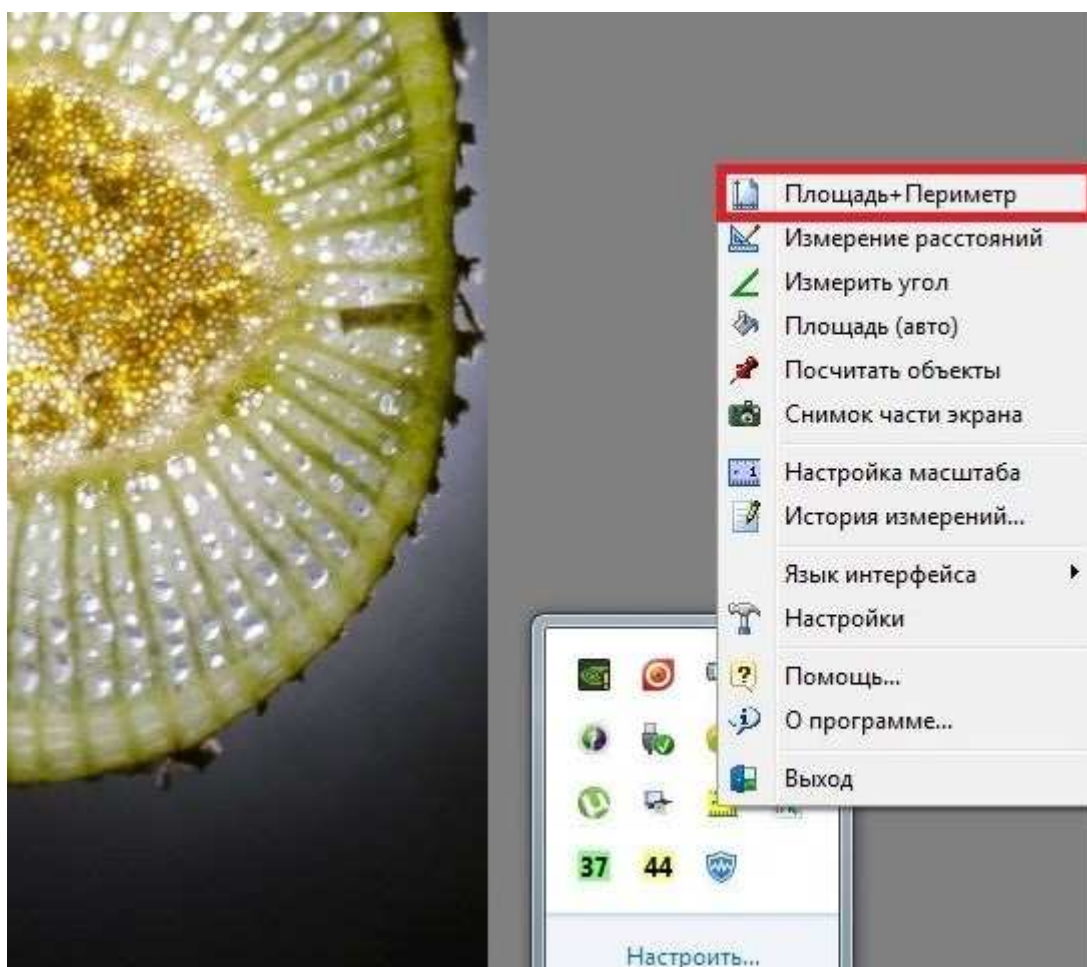 Площадь+Периметр
Измерение расстояний
Измерить угол
Площадь (авто)
Посчитать объекты
Снимок части экрана
Настройка масштаба
История измерений...
Язык интерфейса
Настройки
Помощь...
О программе...
Выход
37 44
Настроить...